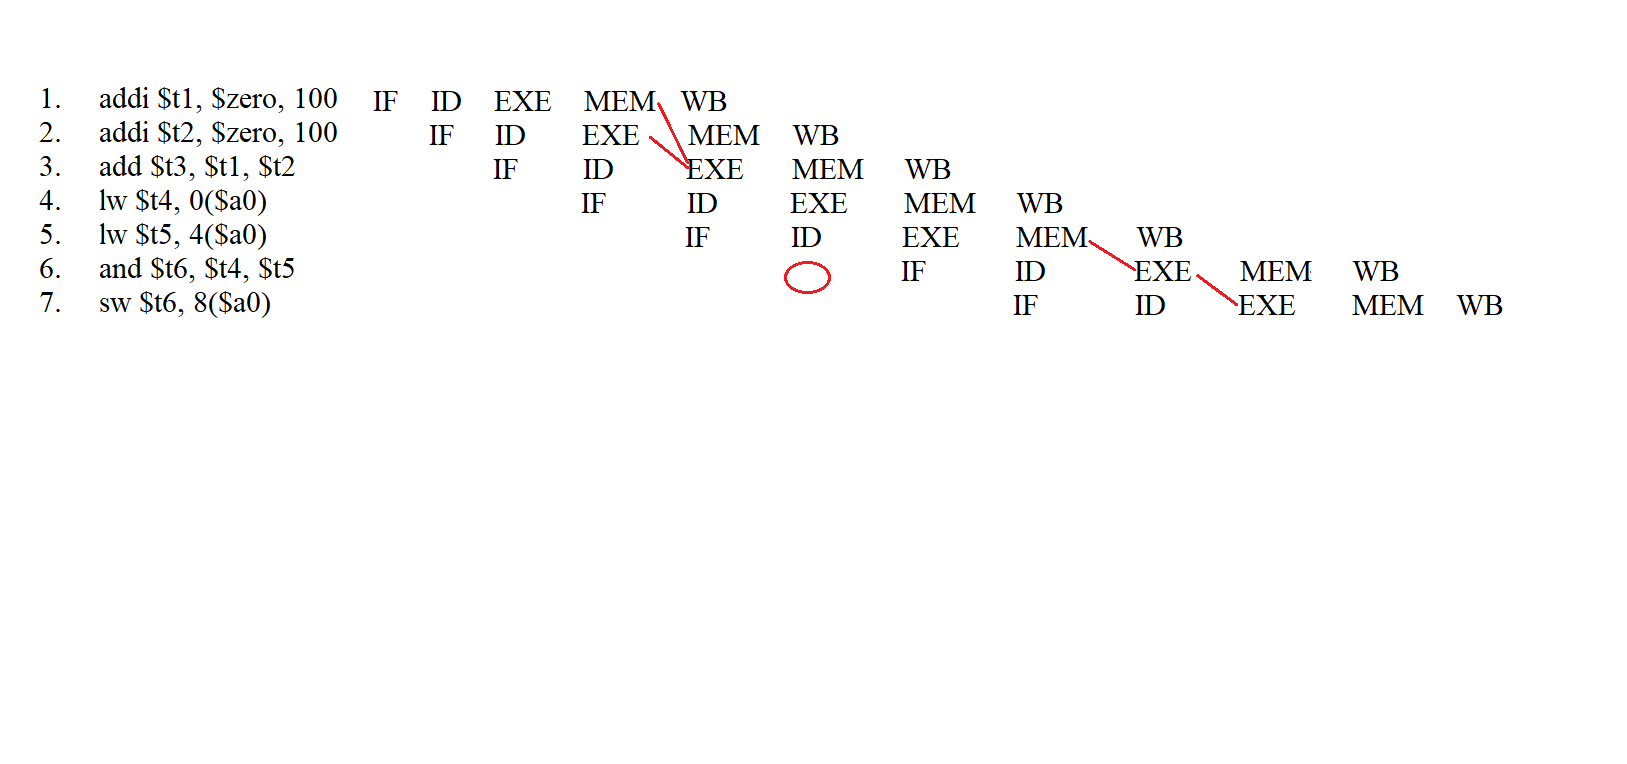 1. addi $t1, $zero, 100 IF ID EXE MEM WB
2. addi $t2, $zero, 100 IF ID EXE MEM WB
3. add $t3, $t1, $t2 IF ID EXE MEM WB
4. lw $t4, 0($a0) IF ID EXE MEM WB
5. lw $t5, 4($a0) IF ID EXE MEM WB
6. and $t6, $t4, $t5 IF ID EXE MEM WB
7. sw $t6, 8($a0) IF ID EXE MEM WB